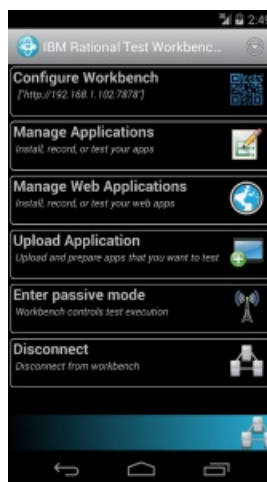 2:49
IBM Rational Test Workbenc...
Configure Workbench
["http://192.168.1.102:7878"]
Manage Applications
Install, record, or test your apps
Manage Web Applications
Install, record, or test your web apps
Upload Application
Upload and prepare apps that you want to test
Enter passive mode
Workbench controls test execution
Disconnect
Disconnect from workbench